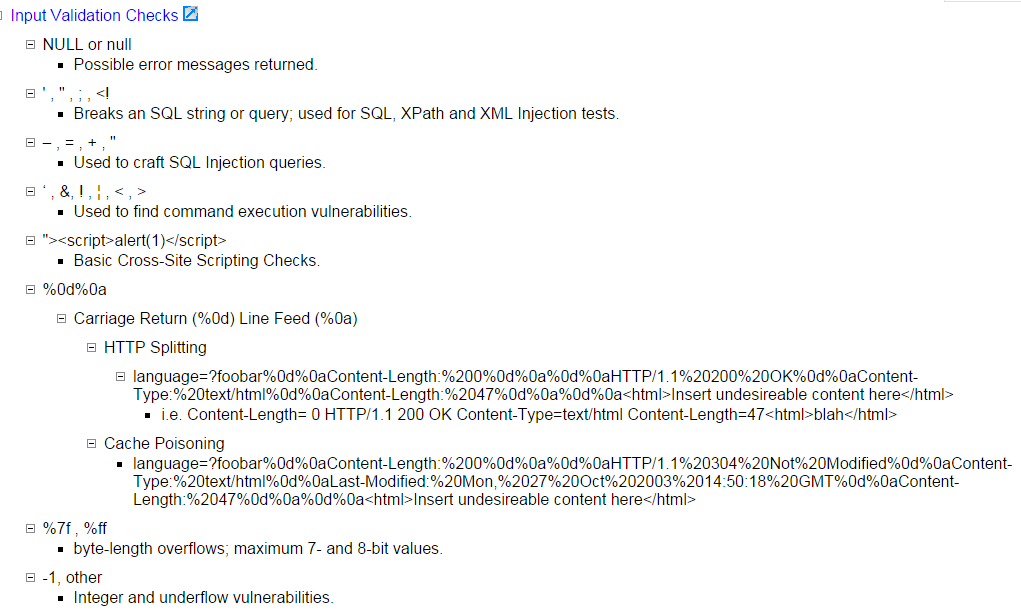 Input Validation Checks
NULL or null
Possible error messages returned.
' , " , ; , <!
Breaks an SQL string or query; used for SQL, XPath and XML Injection tests.
– , = , + , "
Used to craft SQL Injection queries.
‘ , &, ! , ¦ , < , >
Used to find command execution vulnerabilities.
"><script>alert(1)</script>
Basic Cross-Site Scripting Checks.
%0d%0a
Carriage Return (%0d) Line Feed (%0a)
HTTP Splitting
language=?foobar%0d%0aContent-Length:%200%0d%0a%0d%0aHTTP/1.1%20200%20OK%0d%0aContent-
Type:%20text/html%0d%0aContent-Length:%2047%0d%0a%0d%0a<html>Insert undesireable content here</html>
i.e. Content-Length= 0 HTTP/1.1 200 OK Content-Type=text/html Content-Length=47<html>blah</html>
Cache Poisoning
language=?foobar%0d%0aContent-Length:%200%0d%0a%0d%0aHTTP/1.1%20304%20Not%20Modified%0d%0aContent-
Type:%20text/html%0d%0aLast-Modified:%20Mon,%2027%20Oct%202003%2014:50:18%20GMT%0d%0aContent-
Length:%2047%0d%0a%0d%0a<html>Insert undesireable content here</html>
%7f , %ff
byte-length overflows; maximum 7- and 8-bit values.
-1, other
Integer and underflow vulnerabilities.